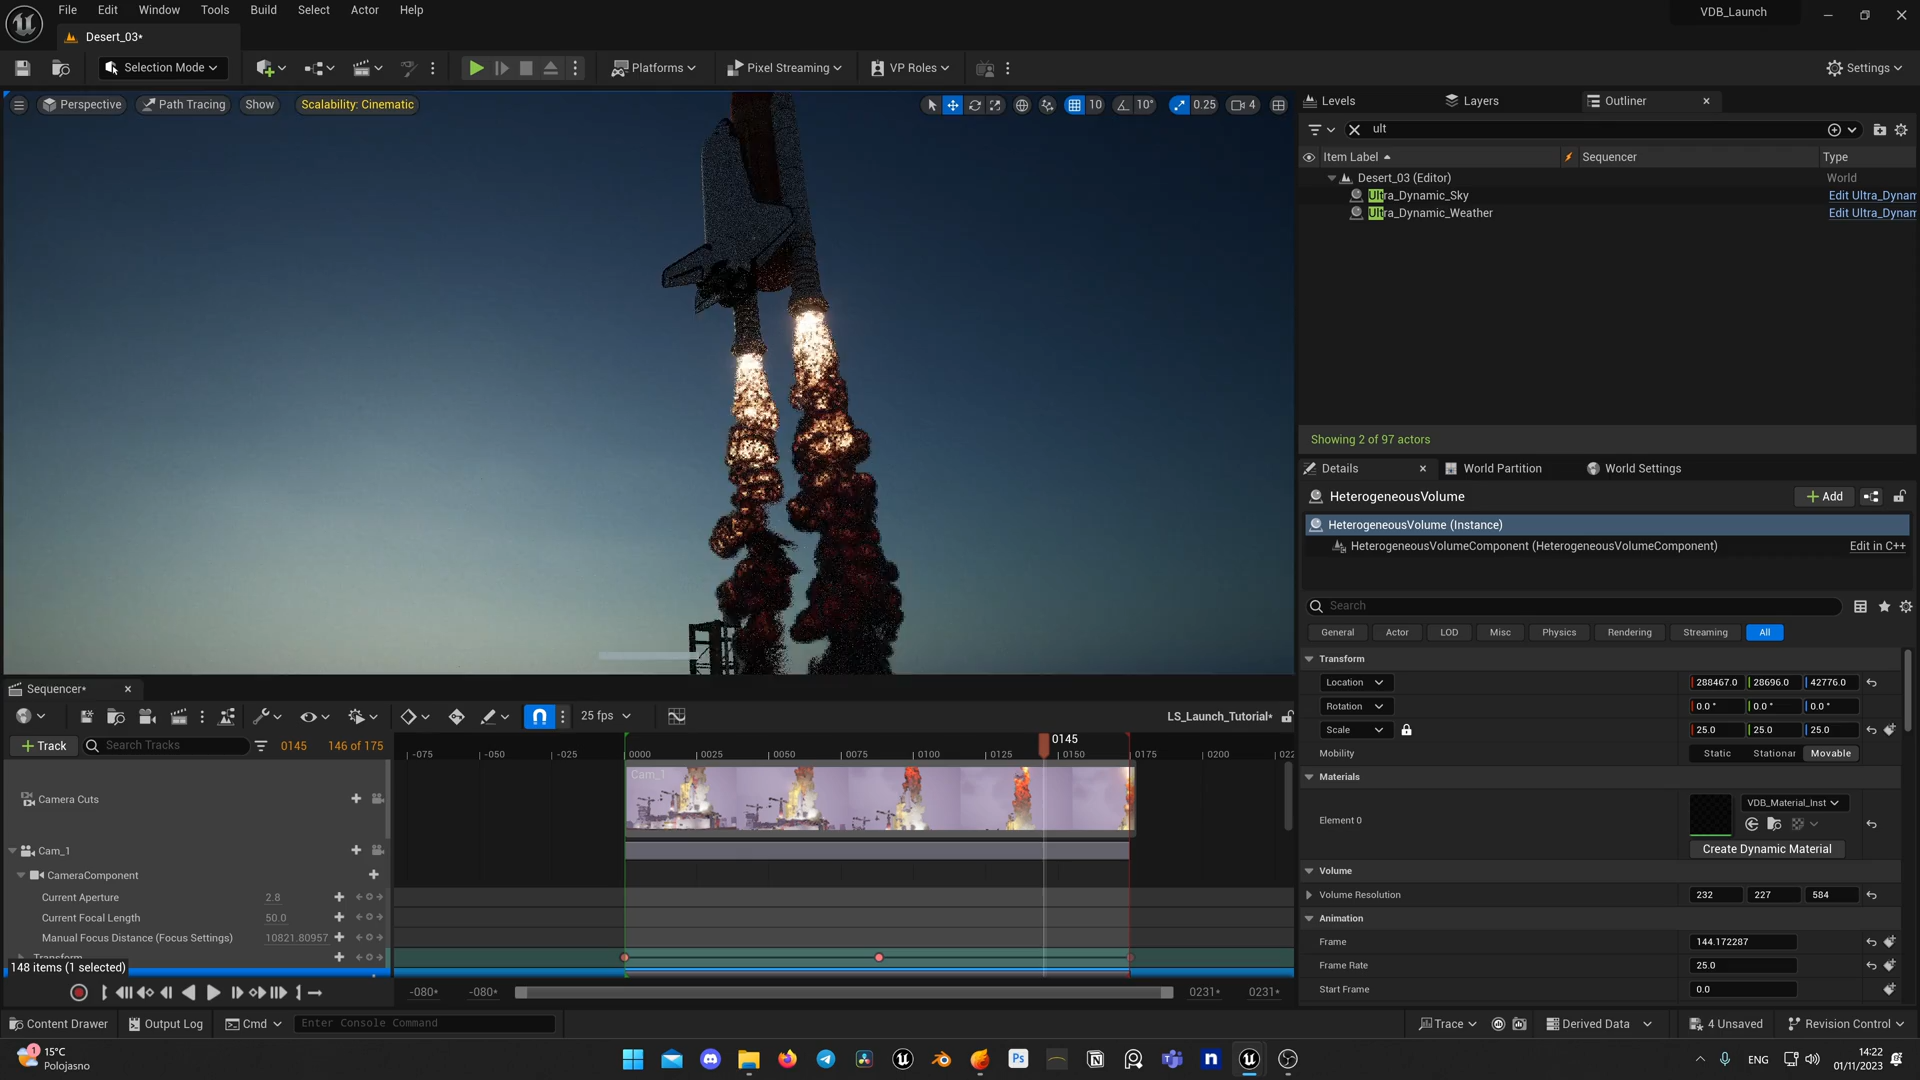 File Edit Window Tools Build Select Actor Help
VDB_Launch
Desert_03*
Selection Mode
Platforms
Pixel Streaming
VP Roles
Settings
Perspective Path Tracing Show Scalability: Cinematic
10 10° 0.25 4
Levels Layers Outliner
ult
Item Label Sequencer Type
Desert_03 (Editor) World
Ultra_Dynamic_Sky Edit Ultra_Dynam
Ultra_Dynamic_Weather Edit Ultra_Dynam
Showing 2 of 97 actors
Details World Partition World Settings
HeterogeneousVolume Add
HeterogeneousVolume (Instance)
HeterogeneousVolumeComponent (HeterogeneousVolumeComponent) Edit in C++
Search
General Actor LOD Misc Physics Rendering Streaming All
Transform
Location 288467.0 28696.0 42776.0
Rotation 0.0° 0.0° 0.0°
Scale 25.0 25.0 25.0
Mobility Static Stationar Movable
Materials
Element 0
VDB_Material_Inst
Create Dynamic Material
Volume
Volume Resolution 232 227 584
Animation
Frame 144.172287
Frame Rate 25.0
Start Frame 0.0
Sequencer*
25 fps
LS_Launch_Tutorial*
+ Track Search Tracks 0145 146 of 175
-075 -050 -025 0000 0025 0050 0075 0100 0125 0145 0150 0175 0200 022
Cam_1
Camera Cuts
Cam_1
CameraComponent
Current Aperture 2.8
Current Focal Length 50.0
Manual Focus Distance (Focus Settings) 10821.80957
Transform
148 items (1 selected)
-080* -080* 0231* 0231*
Content Drawer Output Log Cmd Enter Console Command
Trace Derived Data 4 Unsaved Revision Control
1
15°C
Polojasno
Ps
ENG
14:22
01/11/2023